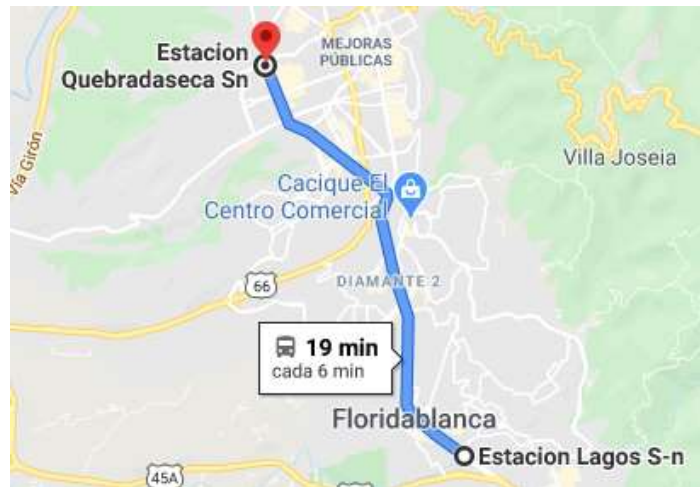 Estacion
Quebradaseca Sn
MEJORAS
PÚBLICAS
Vía Girón
Villa Joseia
Cacique El
Centro Comercial
66
DIAMANTE 2
19 min
cada 6 min
Floridablanca
Estacion Lagos S-n
45A